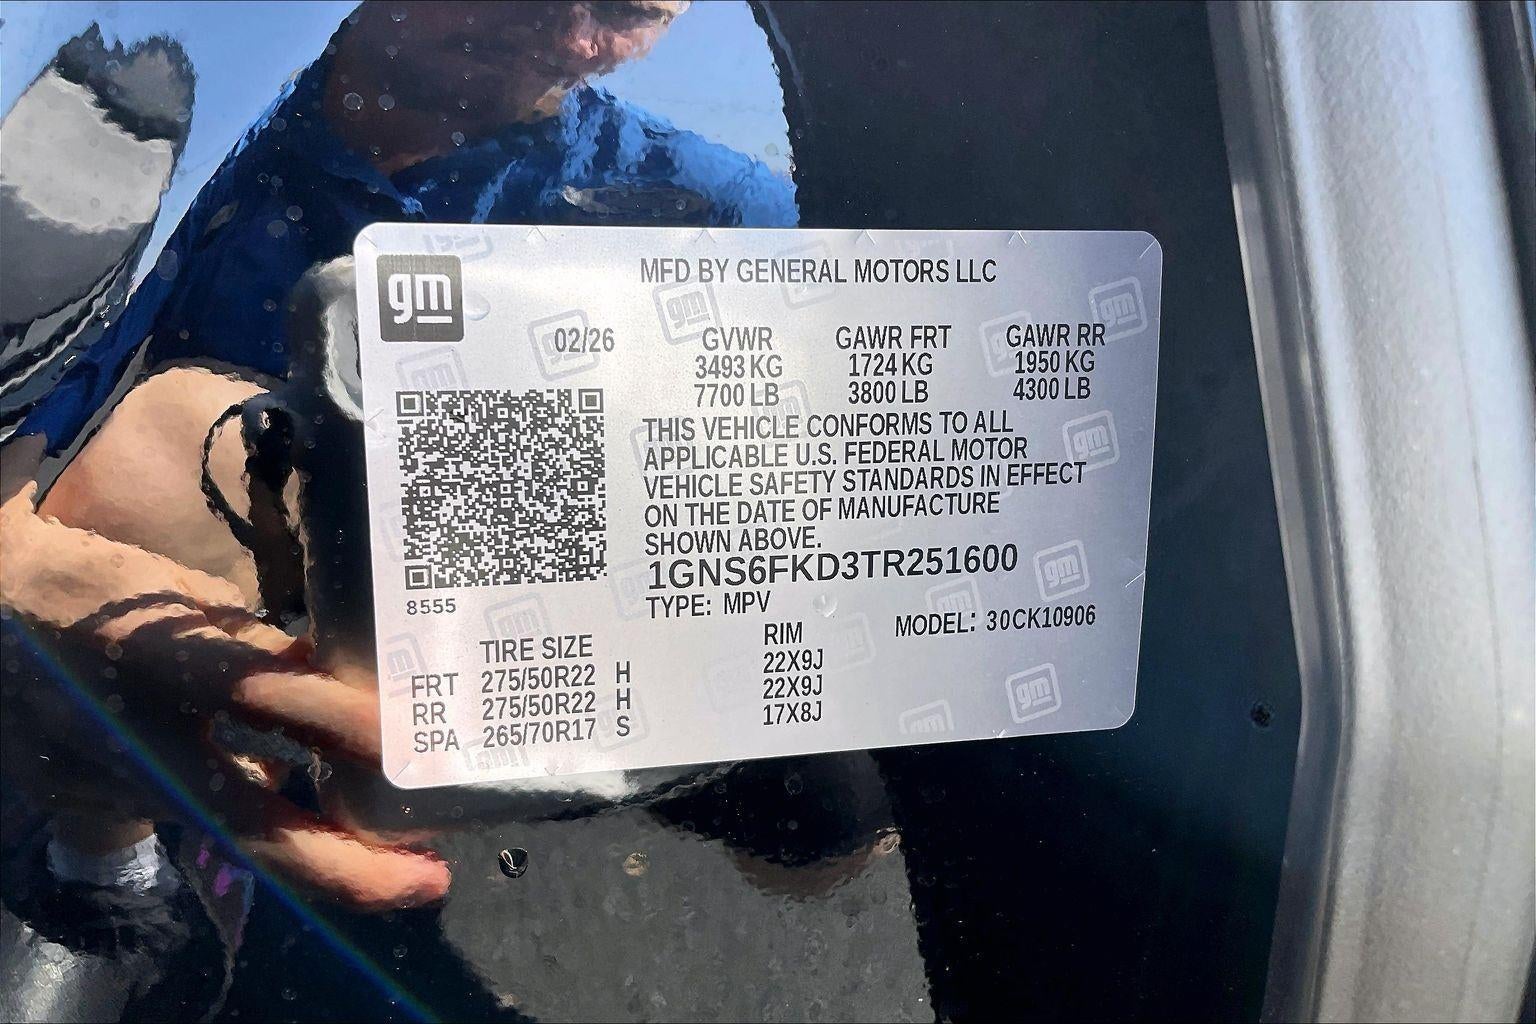 gm
MFD BY GENERAL MOTORS LLC
02/26 GVWR GAWR FRT GAWR RR
3493 KG 1724 KG 1950 KG
7700 LB 3800 LB 4300 LB
THIS VEHICLE CONFORMS TO ALL
APPLICABLE U.S. FEDERAL MOTOR
VEHICLE SAFETY STANDARDS IN EFFECT
ON THE DATE OF MANUFACTURE
SHOWN ABOVE.
1GNS6FKD3TR251600
8555
TYPE: MPV
MODEL: 30CK10906
TIRE SIZE RIM
FRT 275/50R22 H 22X9J
RR 275/50R22 H 22X9J
SPA 265/70R17 S 17X8J